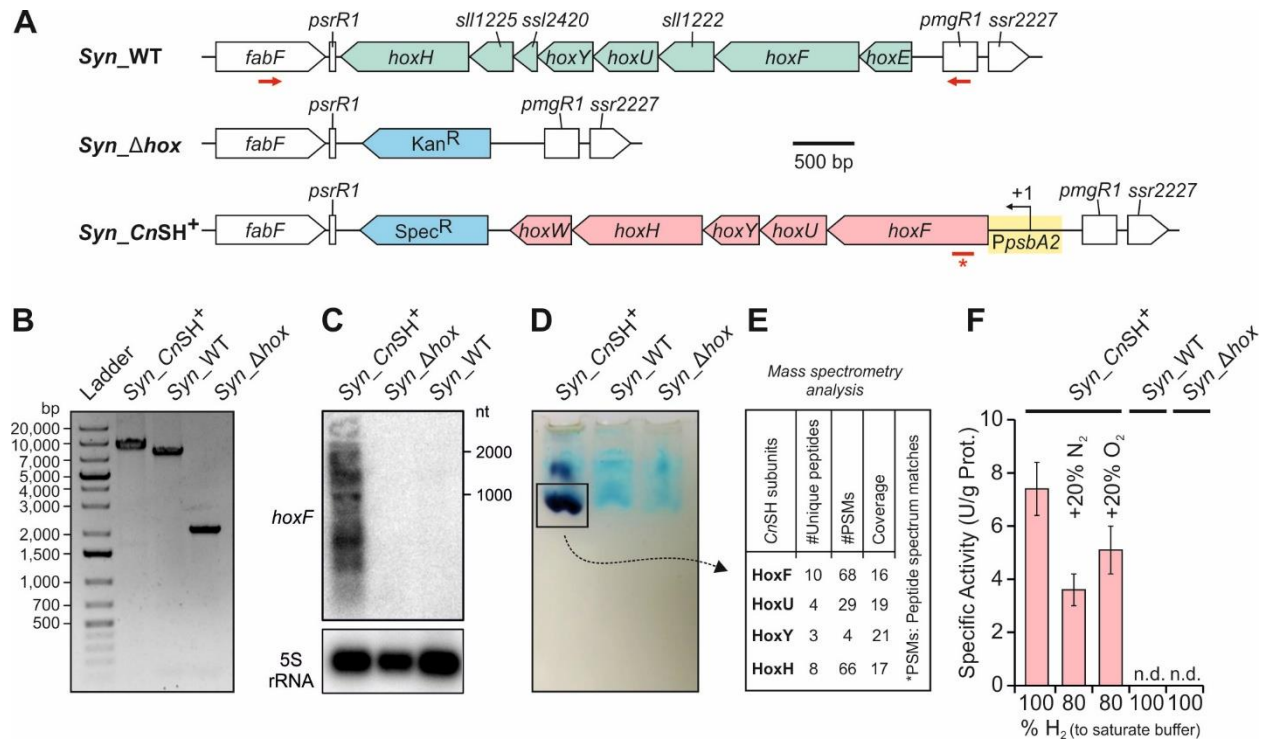 A
psrR1 sll1225 ssl2420 sll1222 pmgR1 ssr2227
Syn_WT fabF hoxH hoxY hoxU hoxF hoxE
psrR1 pmgR1 ssr2227
Syn_Δhox fabF Kan^R
500 bp
psrR1 +1 pmgR1 ssr2227
Syn_CnSH⁺ fabF Spec^R hoxW hoxH hoxY hoxU hoxF PpsbA2
*
B
Ladder Syn_CnSH⁺ Syn_WT Syn_Δhox
bp
20,000
10,000
7,000
5,000
4,000
3,000
2,000
1,500
1,000
700
500
C
Syn_CnSH⁺ Syn_Δhox Syn_WT
nt
2000
1000
hoxF
5S
rRNA
D
Syn_CnSH⁺ Syn_WT Syn_Δhox
E
Mass spectrometry
analysis
CnSH subunits #Unique peptides #PSMs Coverage *PSMs: Peptide spectrum matches
HoxF 10 68 16
HoxU 4 29 19
HoxY 3 4 21
HoxH 8 66 17
F
Syn_CnSH⁺ Syn_WT Syn_Δhox
Specific Activity (U/g Prot.)
10
8
6
4
2
0
+20% N₂
+20% O₂
n.d. n.d.
100 80 80 100 100
% H₂ (to saturate buffer)